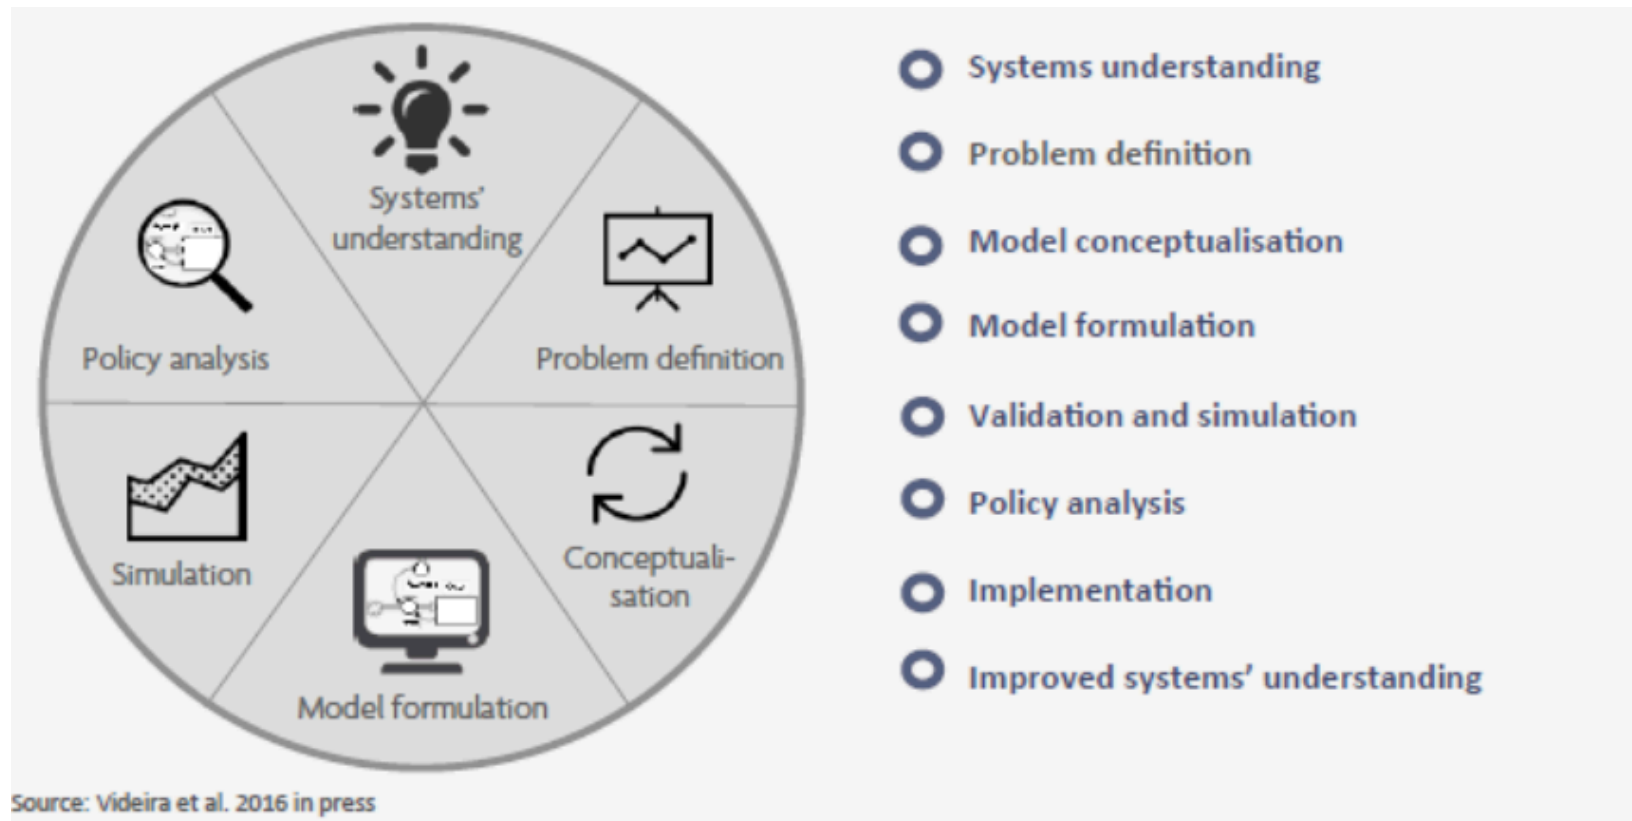 Systems'
understanding
Problem definition
Conceptuali-
sation
Model formulation
Simulation
Policy analysis
Systems understanding
Problem definition
Model conceptualisation
Model formulation
Validation and simulation
Policy analysis
Implementation
Improved systems' understanding
Source: Videira et al. 2016 in press